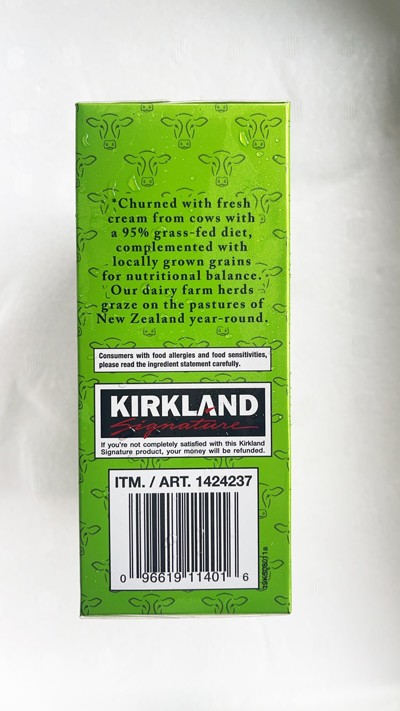 *Churned with fresh
cream from cows with
a 95% grass-fed diet,
complemented with
locally grown grains
for nutritional balance.
Our dairy farm herds
graze on the pastures of
New Zealand year-round.
Consumers with food allergies and food sensitivities,
please read the ingredient statement carefully.
KIRKLAND
Signature
If you're not completely satisfied with this Kirkland
Signature product, your money will be refunded.
ITM. / ART. 1424237
0 96619 11401 6